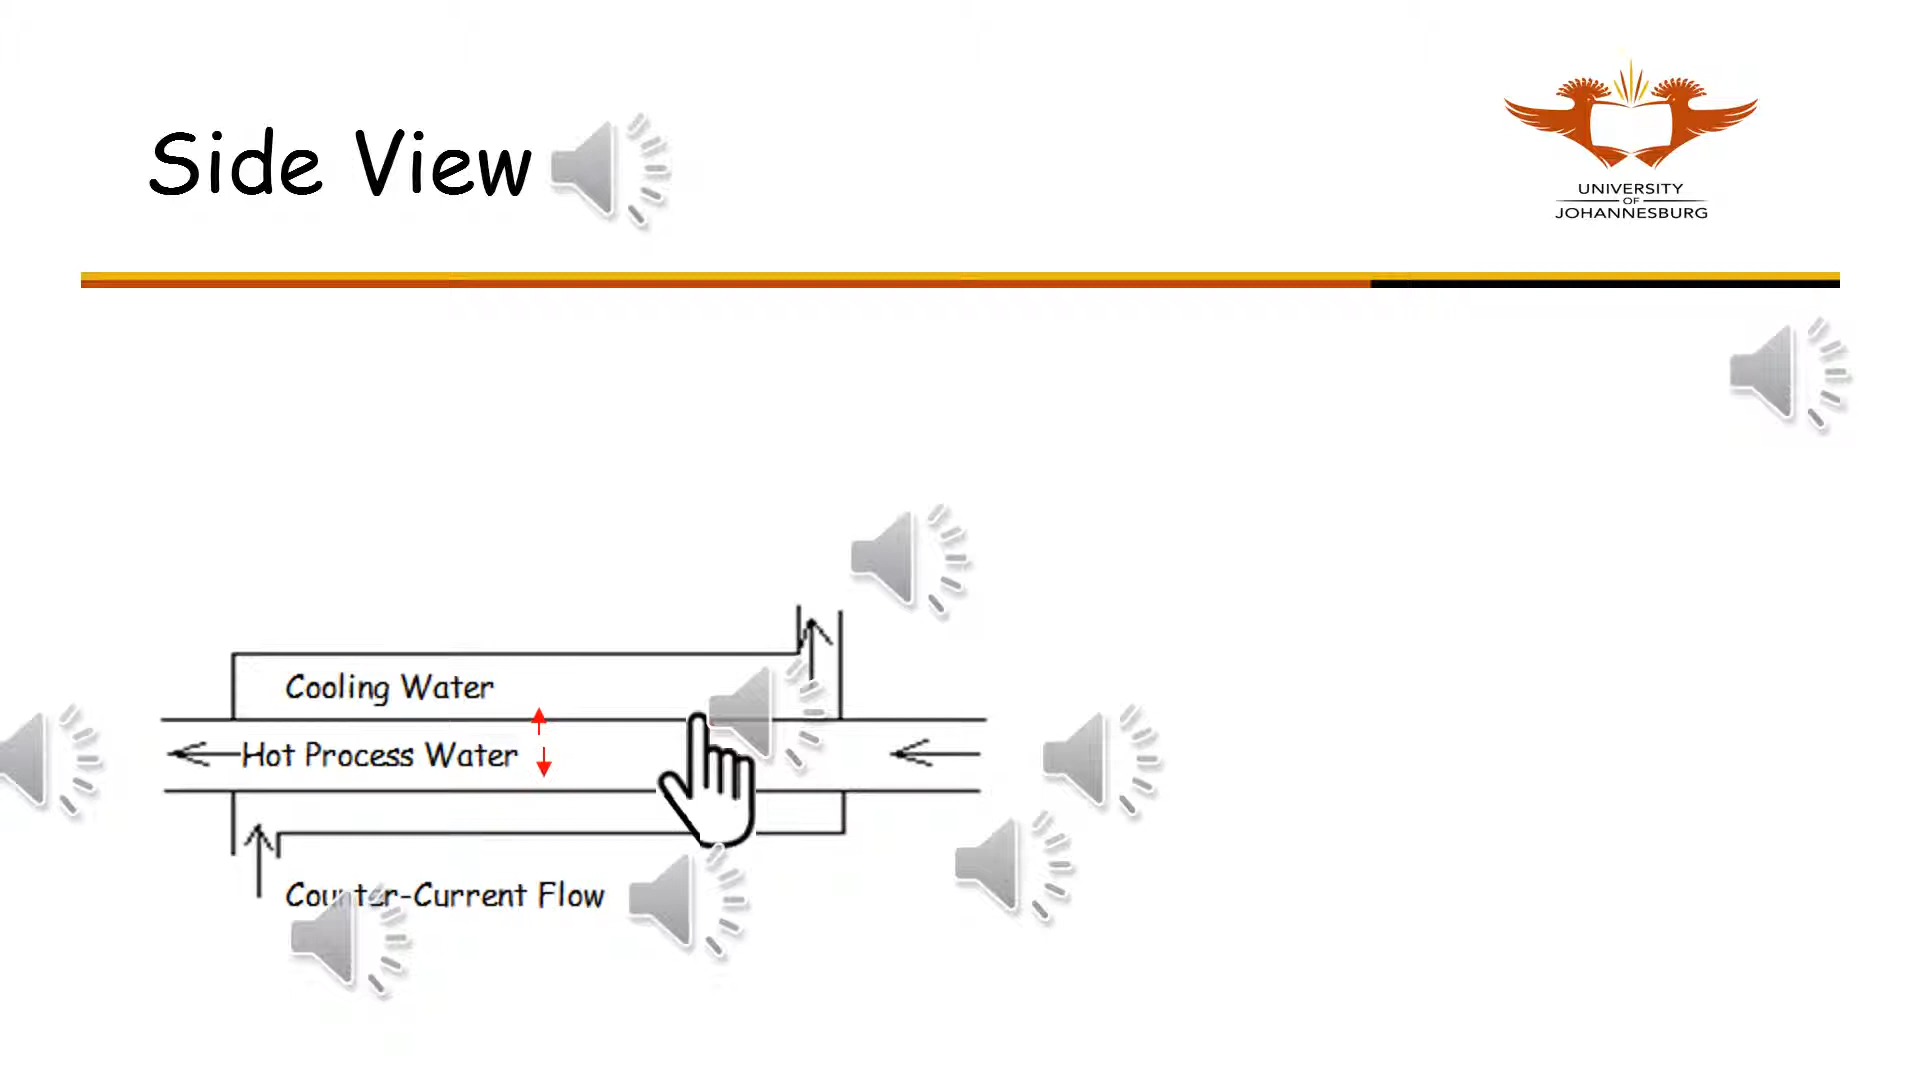 Side View
UNIVERSITY
OF
JOHANNESBURG
Cooling Water
Hot Process Water
Counter-Current Flow